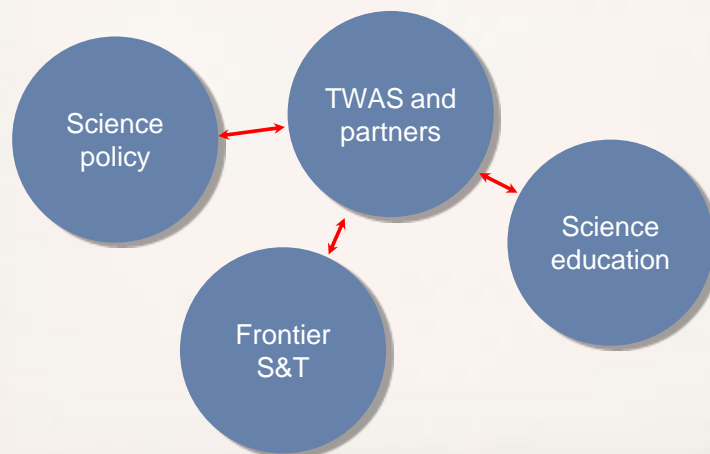 TWAS and
partners
Science
policy
Science
education
Frontier
S&T